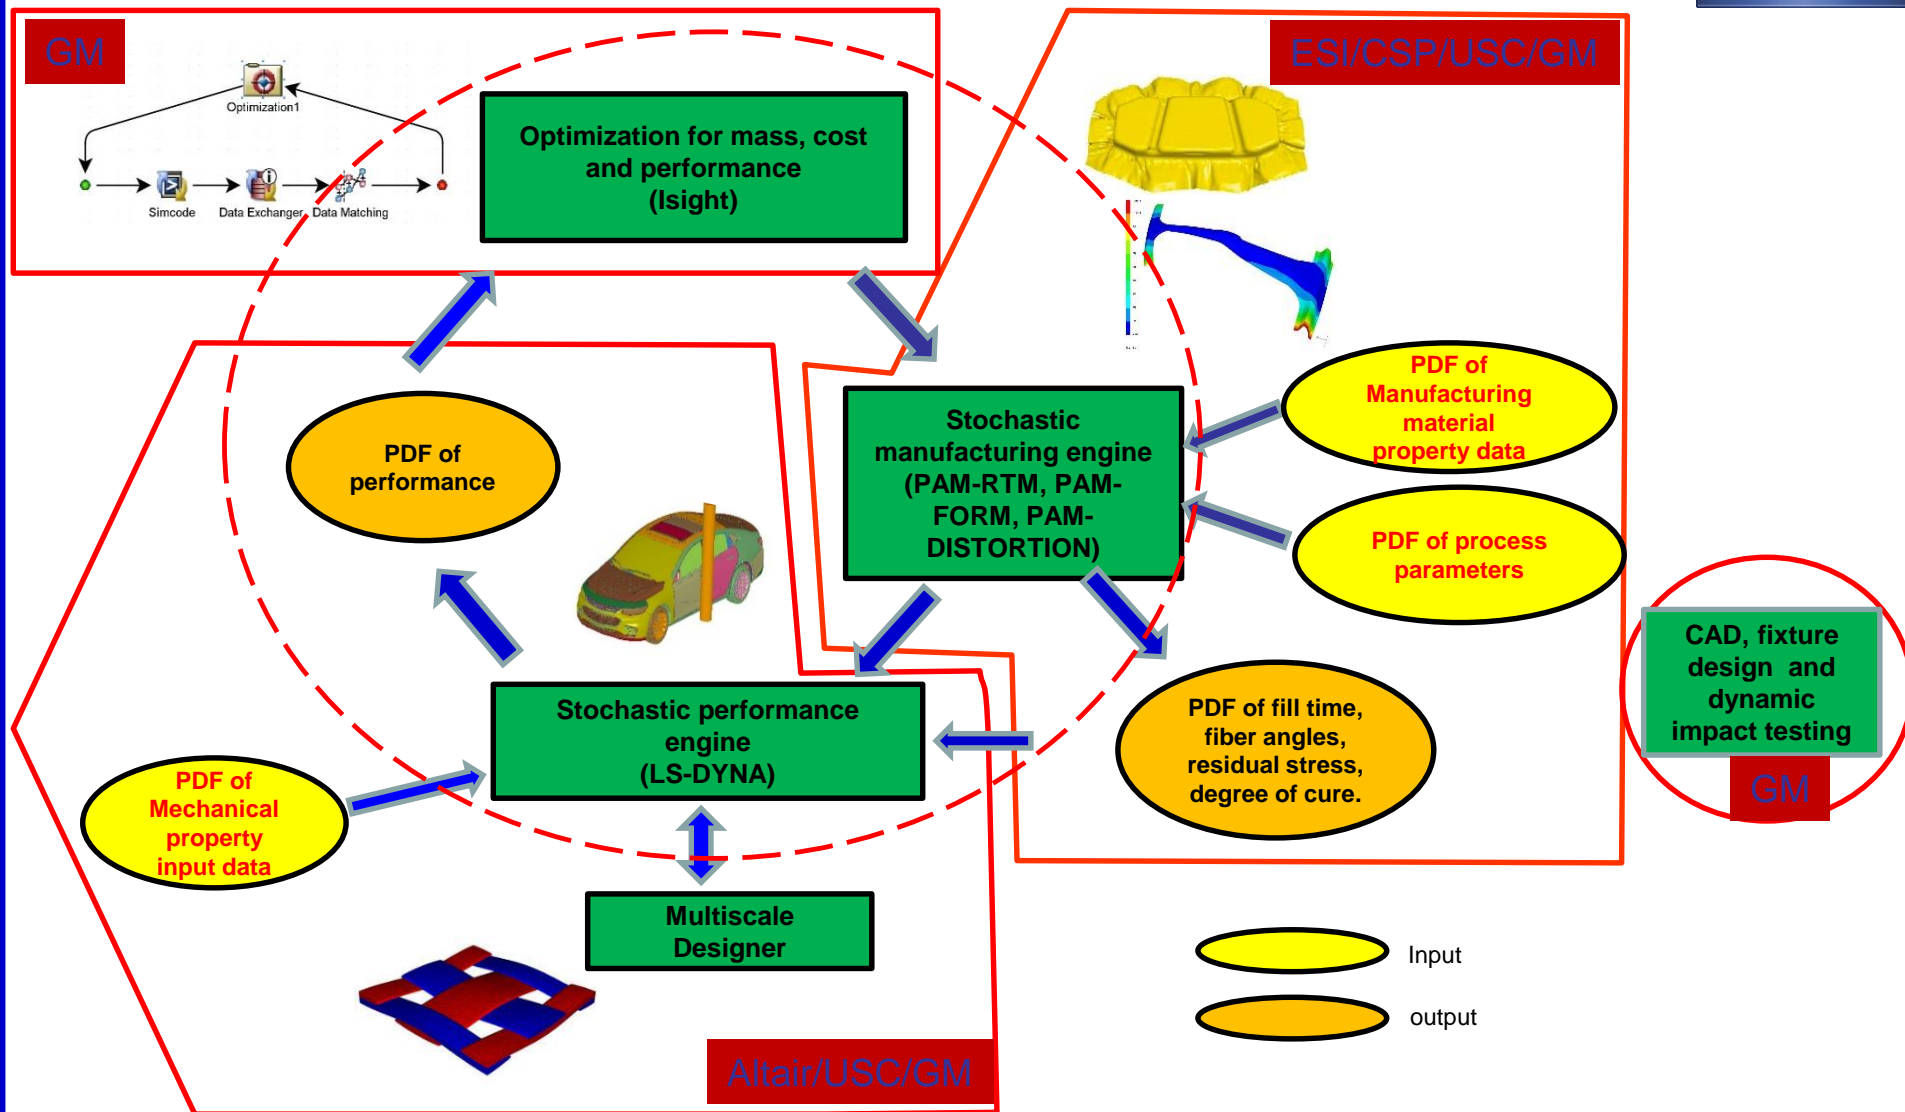 GM
Optimization1
Simcode
Data Exchanger
Data Matching
Optimization for mass, cost
and performance
(Isight)
ESI/CSP/USC/GM
PDF of
Manufacturing
material
property data
Stochastic
manufacturing engine
(PAM-RTM, PAM-
FORM, PAM-
DISTORTION)
PDF of process
parameters
PDF of
performance
CAD, fixture
design and
dynamic
impact testing
GM
Stochastic performance
engine
(LS-DYNA)
PDF of fill time,
fiber angles,
residual stress,
degree of cure.
PDF of
Mechanical
property
input data
Multiscale
Designer
Input
output
Altair/USC/GM